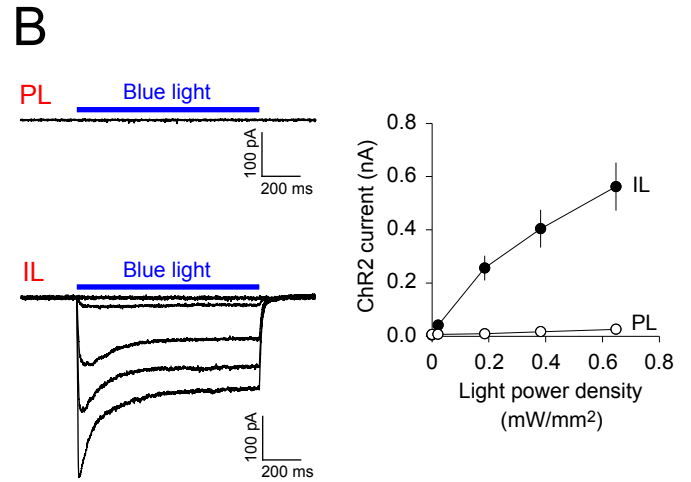 B
PL
Blue light
100 pA
200 ms
IL
Blue light
100 pA
200 ms
ChR2 current (nA)
0.8
0.6
0.4
0.2
0.0
IL
PL
0 0.2 0.4 0.6 0.8
Light power density
(mW/mm2)